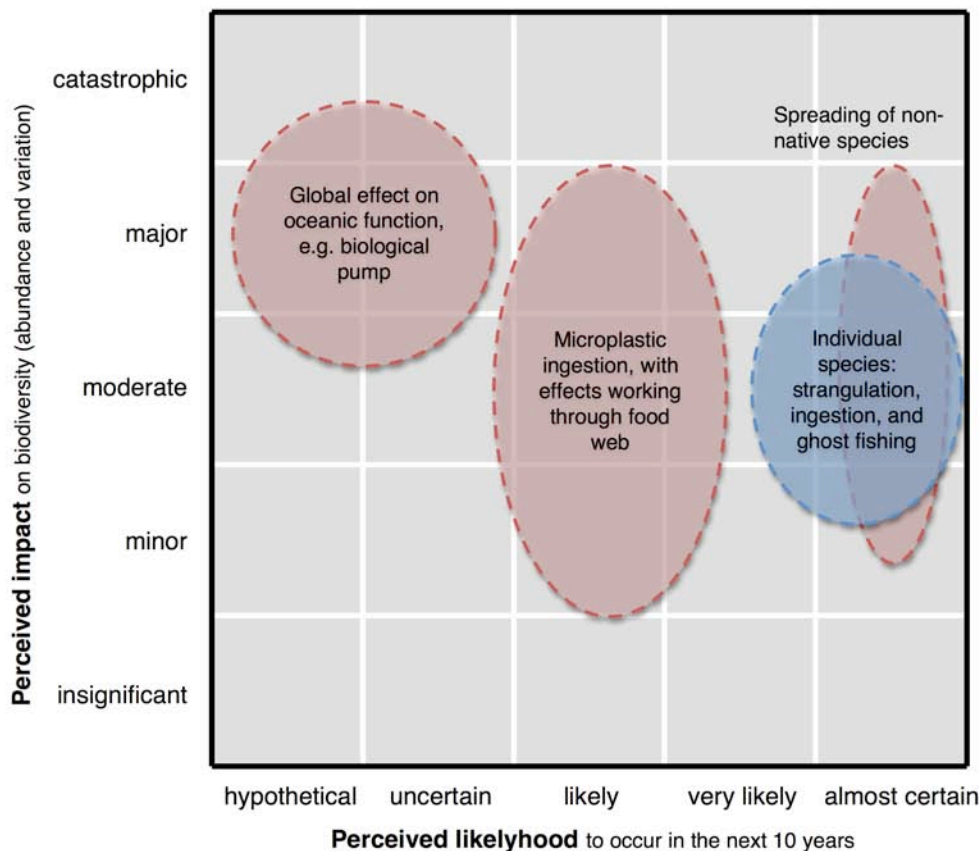 catastrophic
major
moderate
minor
insignificant
Perceived impact on biodiversity (abundance and variation)
Spreading of non-
native species
Global effect on
oceanic function,
e.g. biological
pump
Microplastic
ingestion, with
effects working
through food
web
Individual
species:
strangulation,
ingestion, and
ghost fishing
hypothetical
uncertain
likely
very likely
almost certain
Perceived likelyhood to occur in the next 10 years